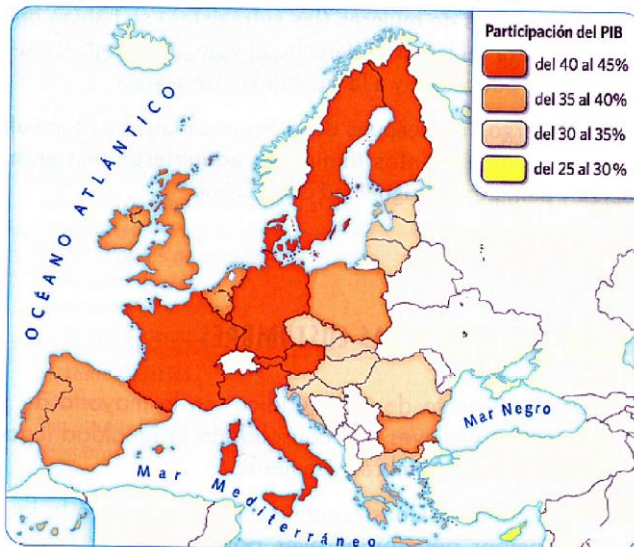 Participación del PIB
del 40 al 45%
del 35 al 40%
del 30 al 35%
del 25 al 30%
OCÉANO ATLÁNTICO
Mar Negro
Mar Mediterráneo